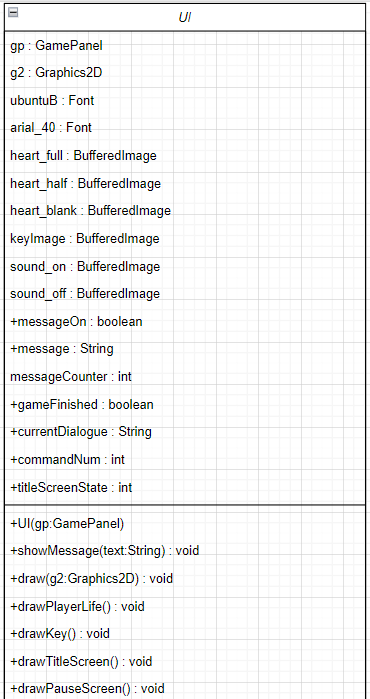 UI
gp : GamePanel
g2 : Graphics2D
ubuntuB : Font
arial_40 : Font
heart_full : BufferedImage
heart_half : BufferedImage
heart_blank : BufferedImage
keyImage : BufferedImage
sound_on : BufferedImage
sound_off : BufferedImage
+messageOn : boolean
+message : String
messageCounter : int
+gameFinished : boolean
+currentDialogue : String
+commandNum : int
+titleScreenState : int
+UI(gp:GamePanel)
+showMessage(text:String) : void
+draw(g2:Graphics2D) : void
+drawPlayerLife() : void
+drawKey() : void
+drawTitleScreen() : void
+drawPauseScreen() : void